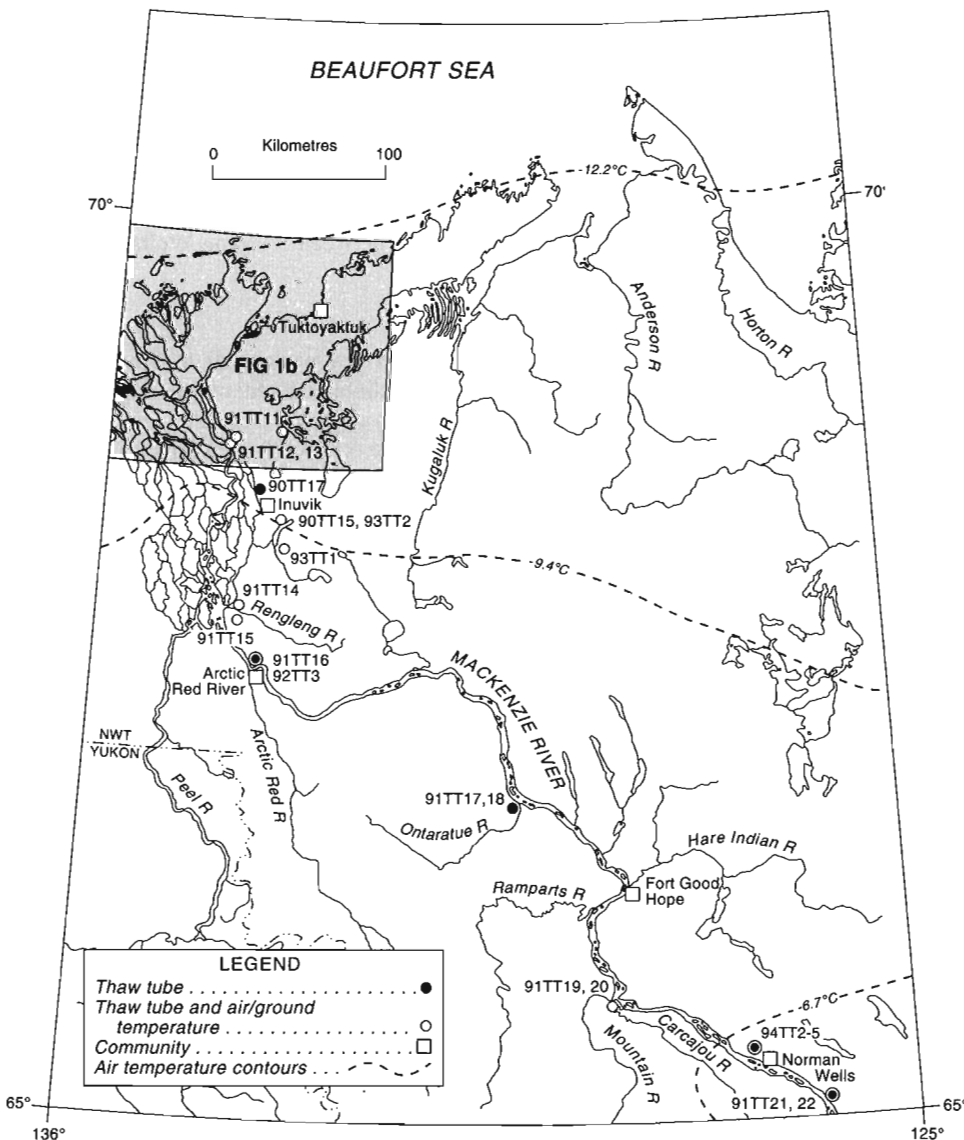 BEAUFORT SEA
Kilometres
0 100
-12.2°C
70°
70'
Tuktoyaktuk
FIG 1b
Anderson R
Horton R
Kugaluk R
91TT11
91TT12, 13
90TT17
Inuvik
90TT15, 93TT2
93TT1
-9.4°C
91TT14
Rengleng R
91TT15
91TT16
92TT3
Arctic
Red River
MACKENZIE RIVER
NWT
YUKON
Peel R
Arctic Red R
91TT17,18
Ontaratue R
Hare Indian R
Ramparts R
Fort Good
Hope
LEGEND
Thaw tube
Thaw tube and air/ground
temperature
Community
Air temperature contours
91TT19, 20
-6.7°C
Carcajou R
94TT2-5
Mountain R
Norman
Wells
91TT21, 22
65°
65°
136°
125°